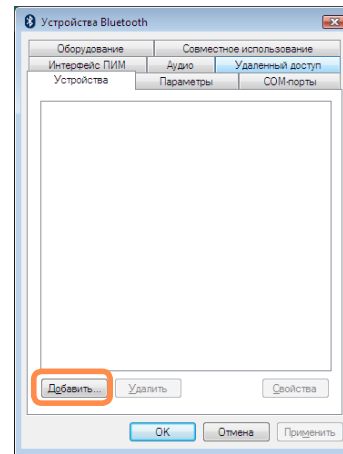 Устройства Bluetooth
Оборудование Совместное использование
Интерфейс ПИМ Аудио Удаленный доступ
Устройства Параметры COM-порты
Добавить... Удалить Свойства
OK Отмена Применить